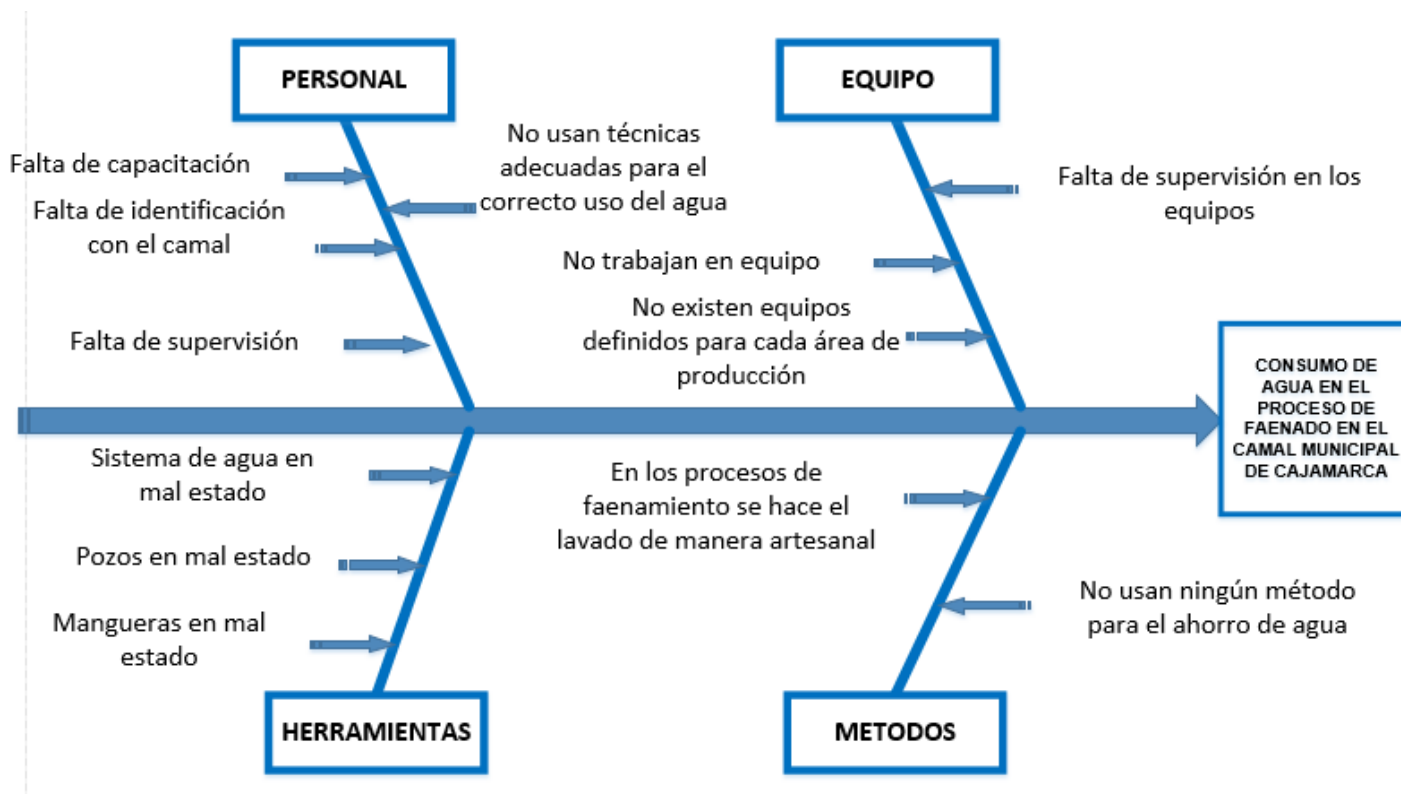 PERSONAL
EQUIPO
Falta de capacitación
No usan técnicas
adecuadas para el
correcto uso del agua
Falta de identificación
con el camal
Falta de supervisión
Falta de supervisión en los
equipos
No trabajan en equipo
No existen equipos
definidos para cada área de
producción
CONSUMO DE
AGUA EN EL
PROCESO DE
FAENADO EN EL
CAMAL MUNICIPAL
DE CAJAMARCA
Sistema de agua en
mal estado
Pozos en mal estado
Mangueras en mal
estado
En los procesos de
faenamiento se hace el
lavado de manera artesanal
No usan ningún método
para el ahorro de agua
HERRAMIENTAS
METODOS